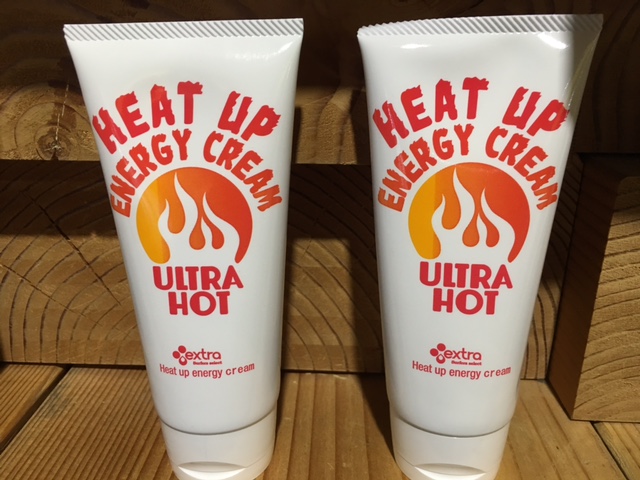 HEAT UP
ENERGY CREAM
ULTRA
HOT
extra
Heat up energy cream
HEAT UP
ENERGY CREAM
ULTRA
HOT
extra
Heat up energy cream